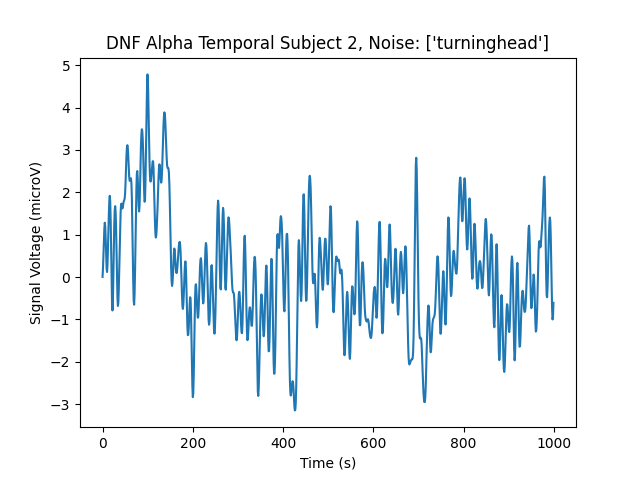 DNF Alpha Temporal Subject 2, Noise: ['turninghead']
5
4
3
2
1
0
−1
−2
−3
Signal Voltage (microV)
0 200 400 600 800 1000
Time (s)